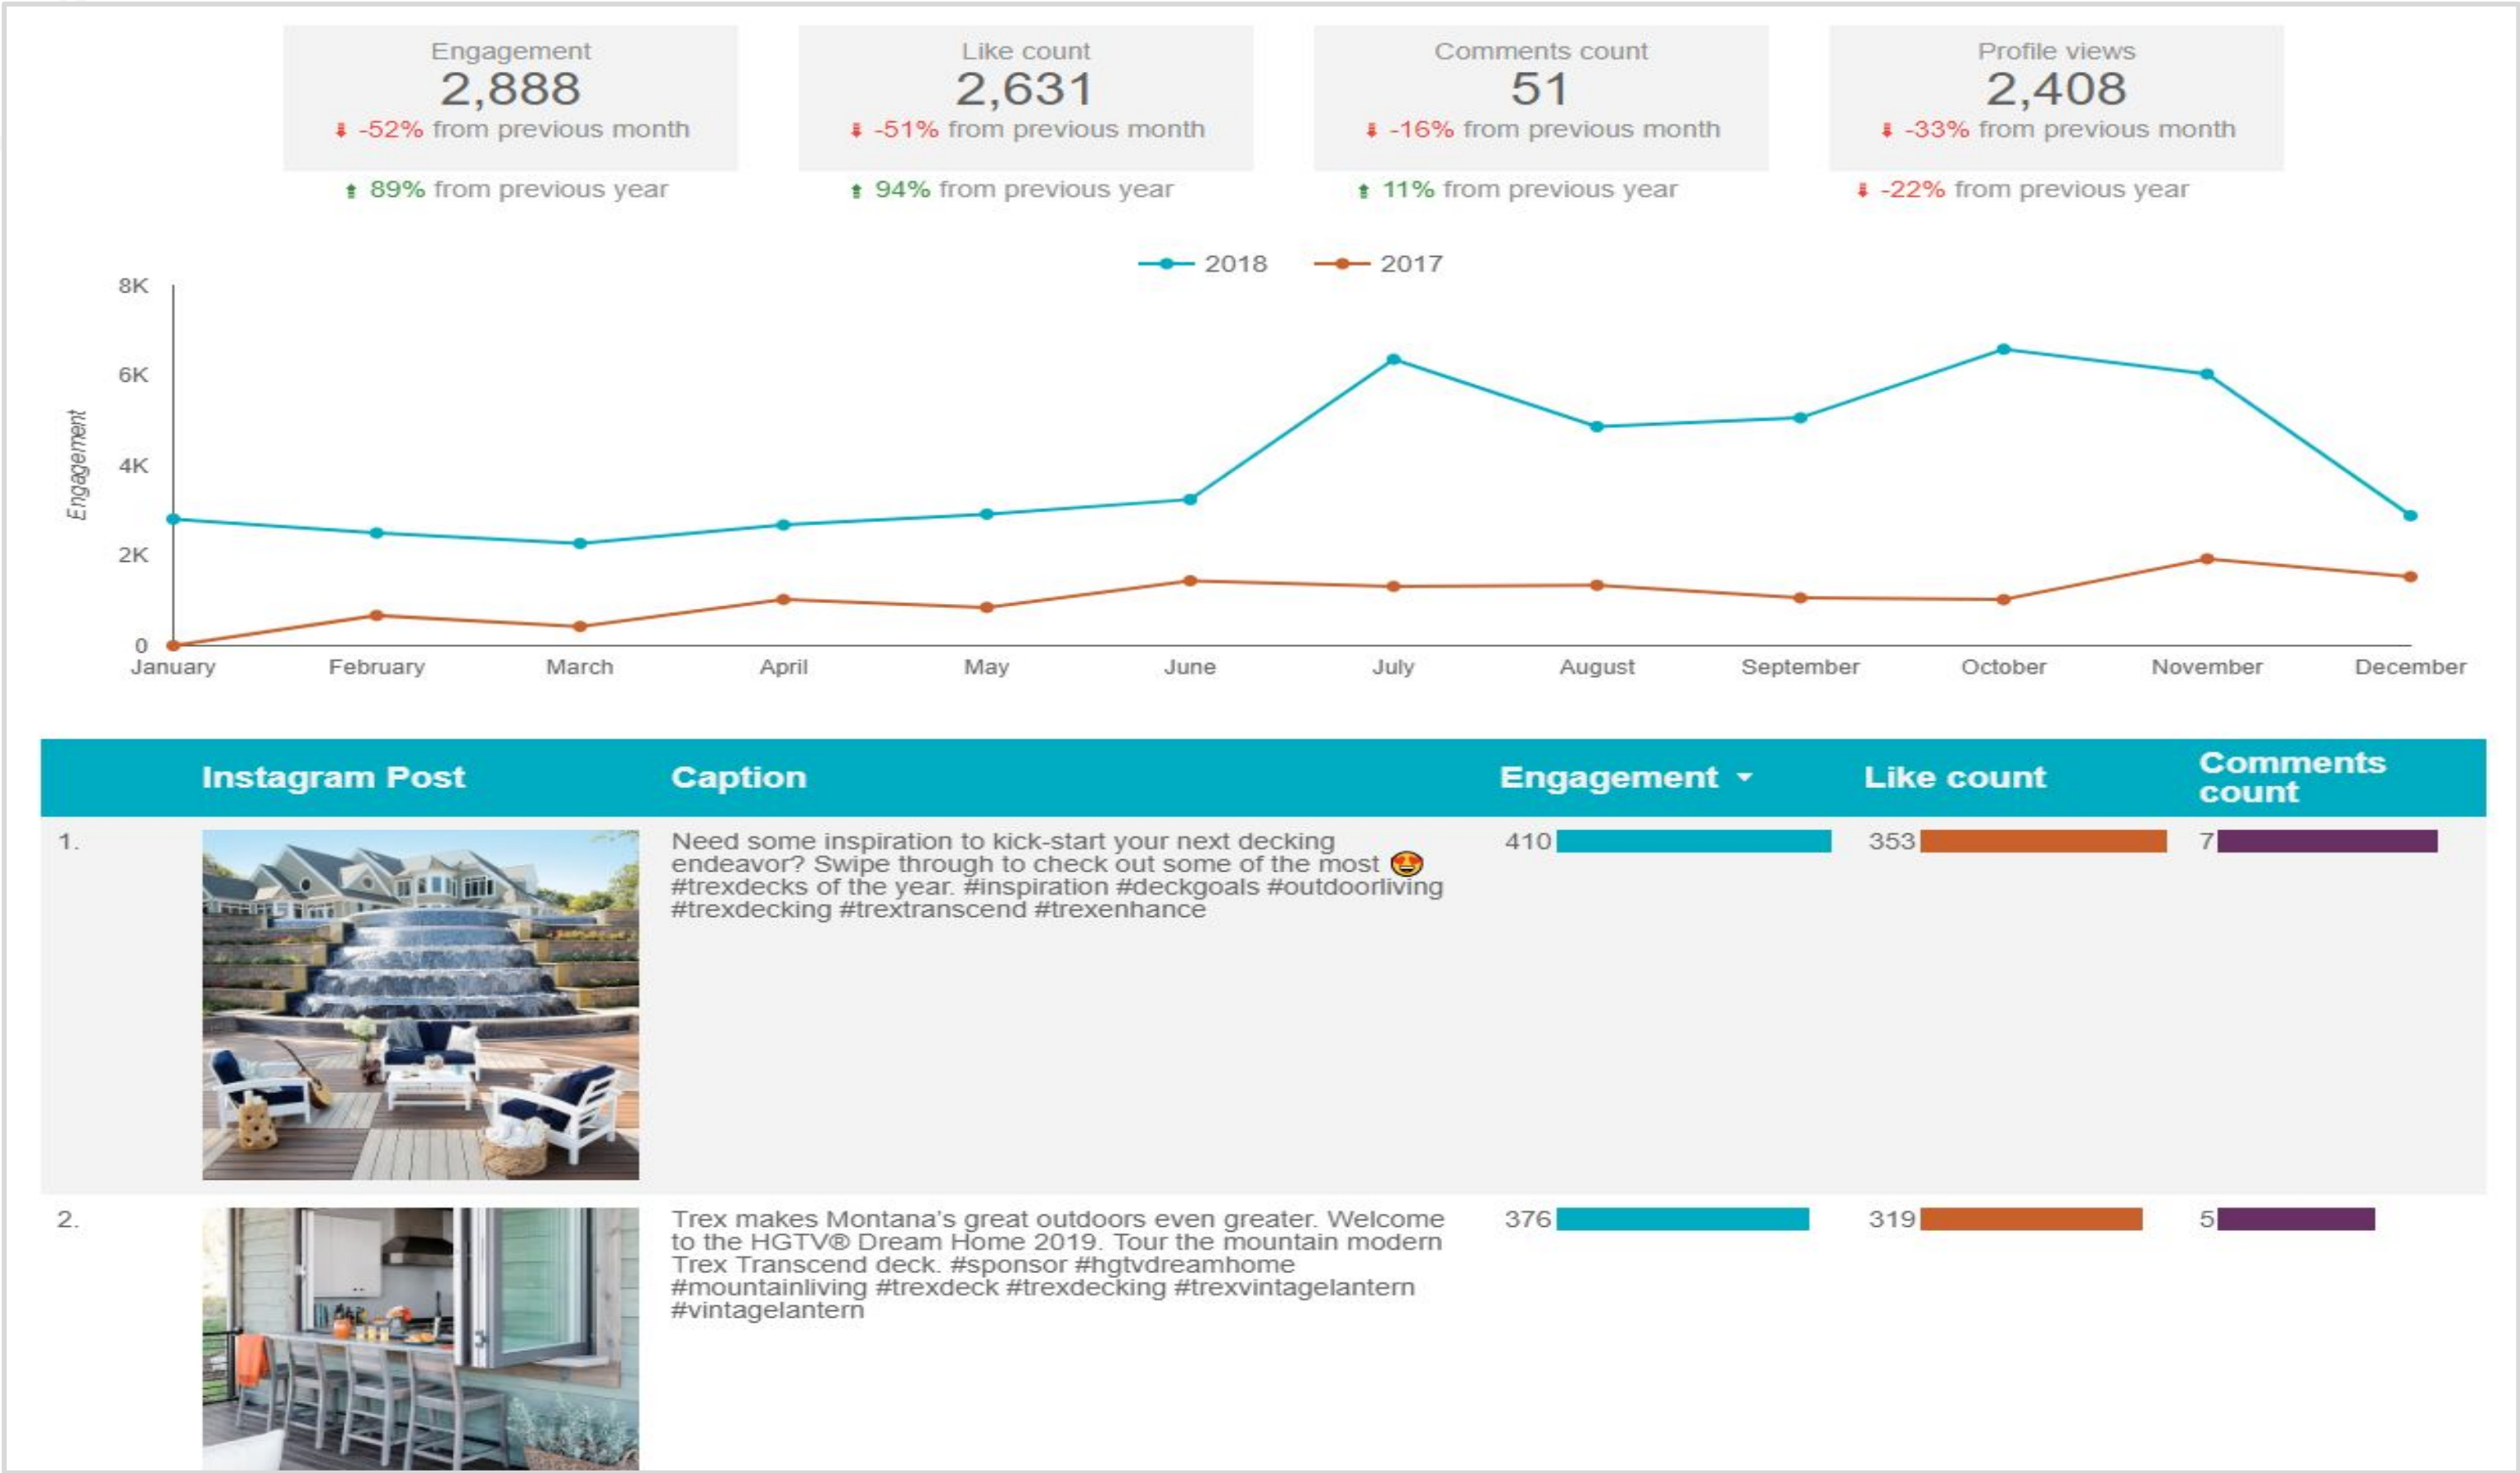 Engagement
2,888
-52% from previous month
89% from previous year
Like count
2,631
-51% from previous month
94% from previous year
Comments count
51
-16% from previous month
11% from previous year
Profile views
2,408
-33% from previous month
-22% from previous year
2018
2017
8K
6K
4K
2K
0
Engagement
January
February
March
April
May
June
July
August
September
October
November
December
Instagram Post
Caption
Engagement
Like count
Comments
count
1.
Need some inspiration to kick-start your next decking
endeavor? Swipe through to check out some of the most 😍
#trexdecks of the year. #inspiration #deckgoals #outdoorliving
#trexdecking #trextranscend #trexenhance
410
353
7
2.
Trex makes Montana's great outdoors even greater. Welcome
to the HGTV® Dream Home 2019. Tour the mountain modern
Trex Transcend deck. #sponsor #hgtvdreamhome
#mountainliving #trexdeck #trexdecking #trexvintagelantern
#vintagelantern
376
319
5